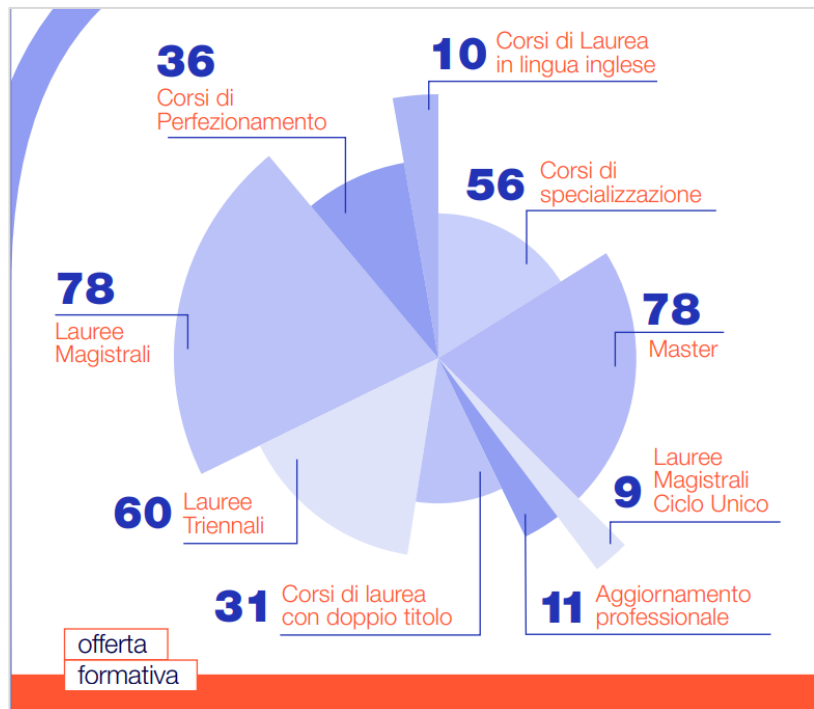 36
Corsi di
Perfezionamento
10
Corsi di Laurea
in lingua inglese
56
Corsi di
specializzazione
78
Lauree
Magistrali
78
Master
60
Lauree
Triennali
9
Lauree
Magistrali
Ciclo Unico
31
Corsi di laurea
con doppio titolo
11
Aggiornamento
professionale
offerta
formativa